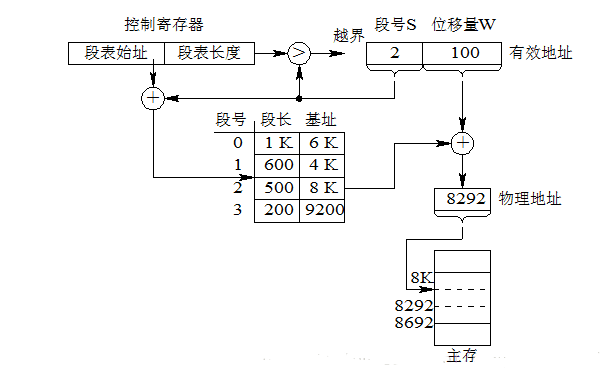 控制寄存器
段表始址 段表长度
>
越界
段号S 位移量W
2 100
有效地址
+
段号 段长 基址
0 1 K 6 K
1 600 4 K
2 500 8 K
3 200 9200
+
8292 物理地址
8K
8292
8692
主存